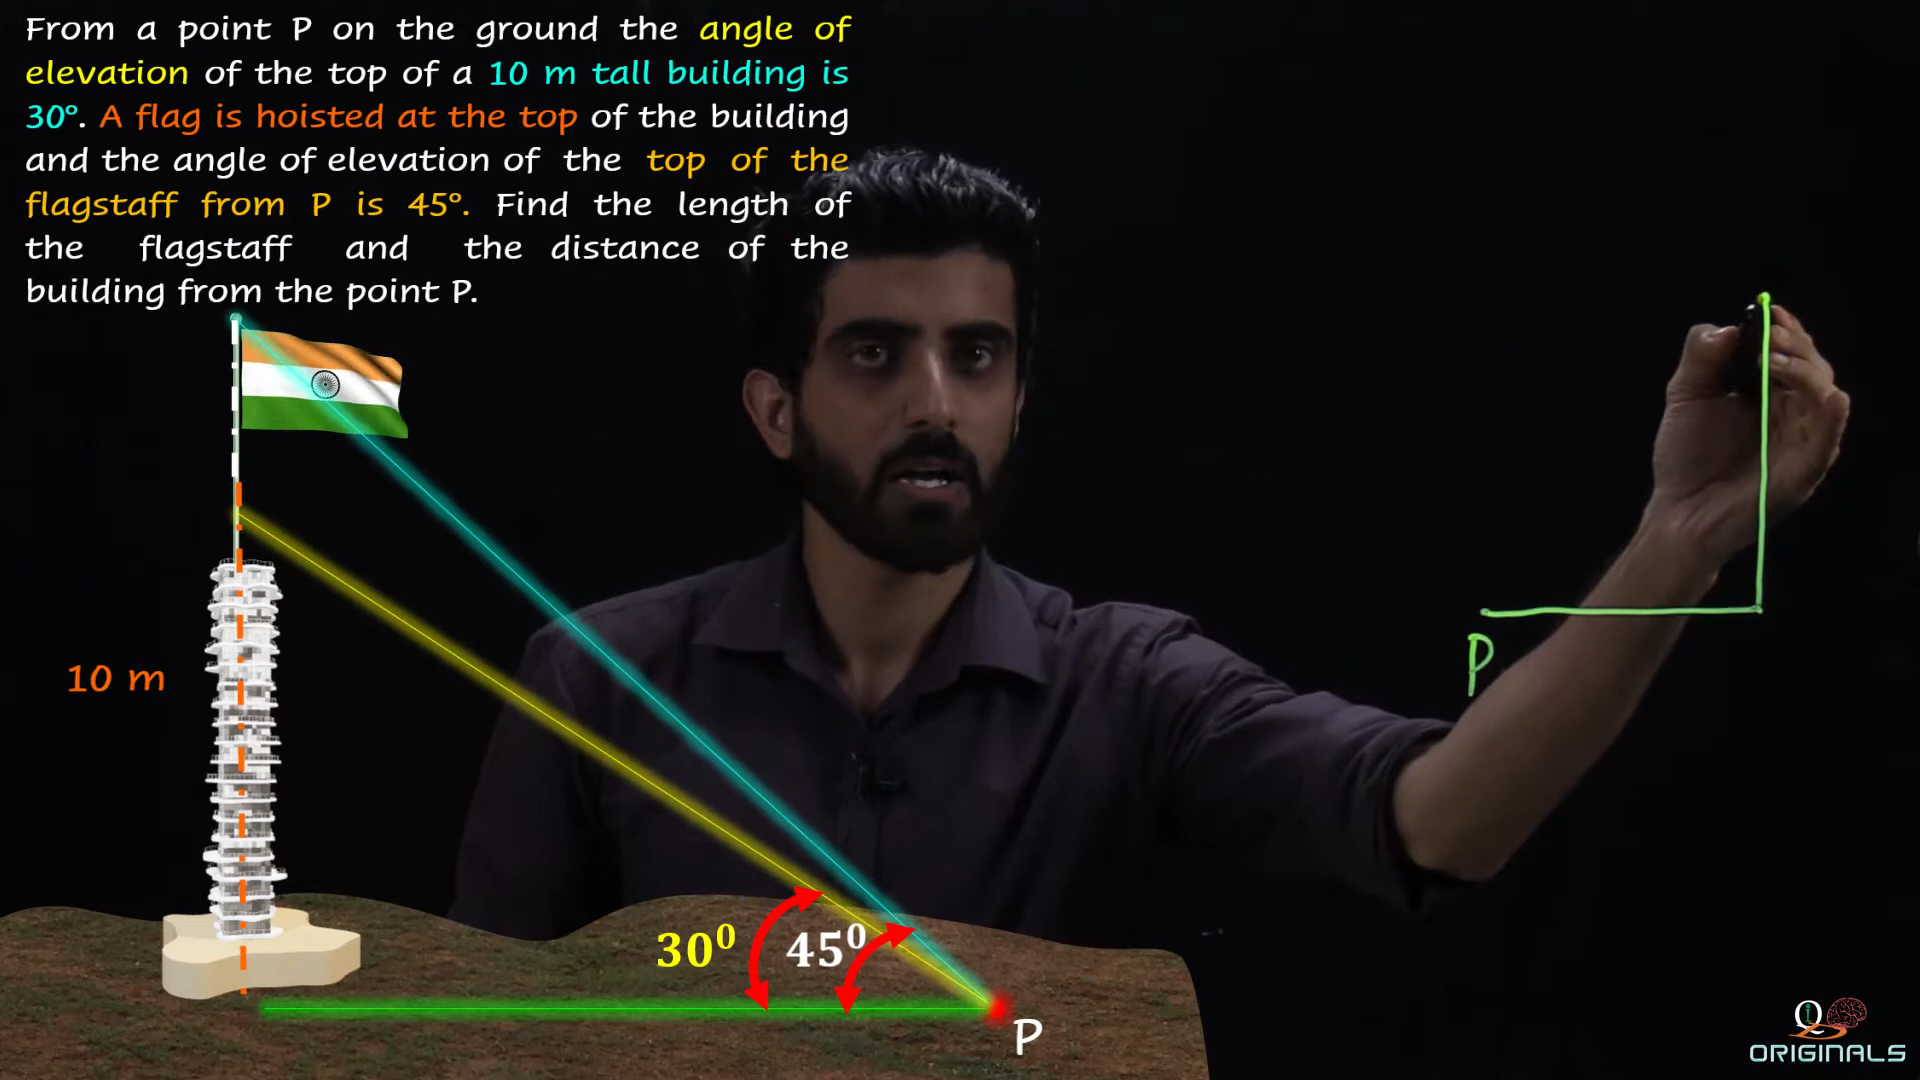 From a point P on the ground the angle of
elevation of the top of a 10 m tall building is
30°. A flag is hoisted at the top of the building
and the angle of elevation of the top of the
flagstaff from P is 45°. Find the length of
the flagstaff and the distance of the
building from the point P.
P
10 m
30⁰
45⁰
P
Q
ORIGINALS